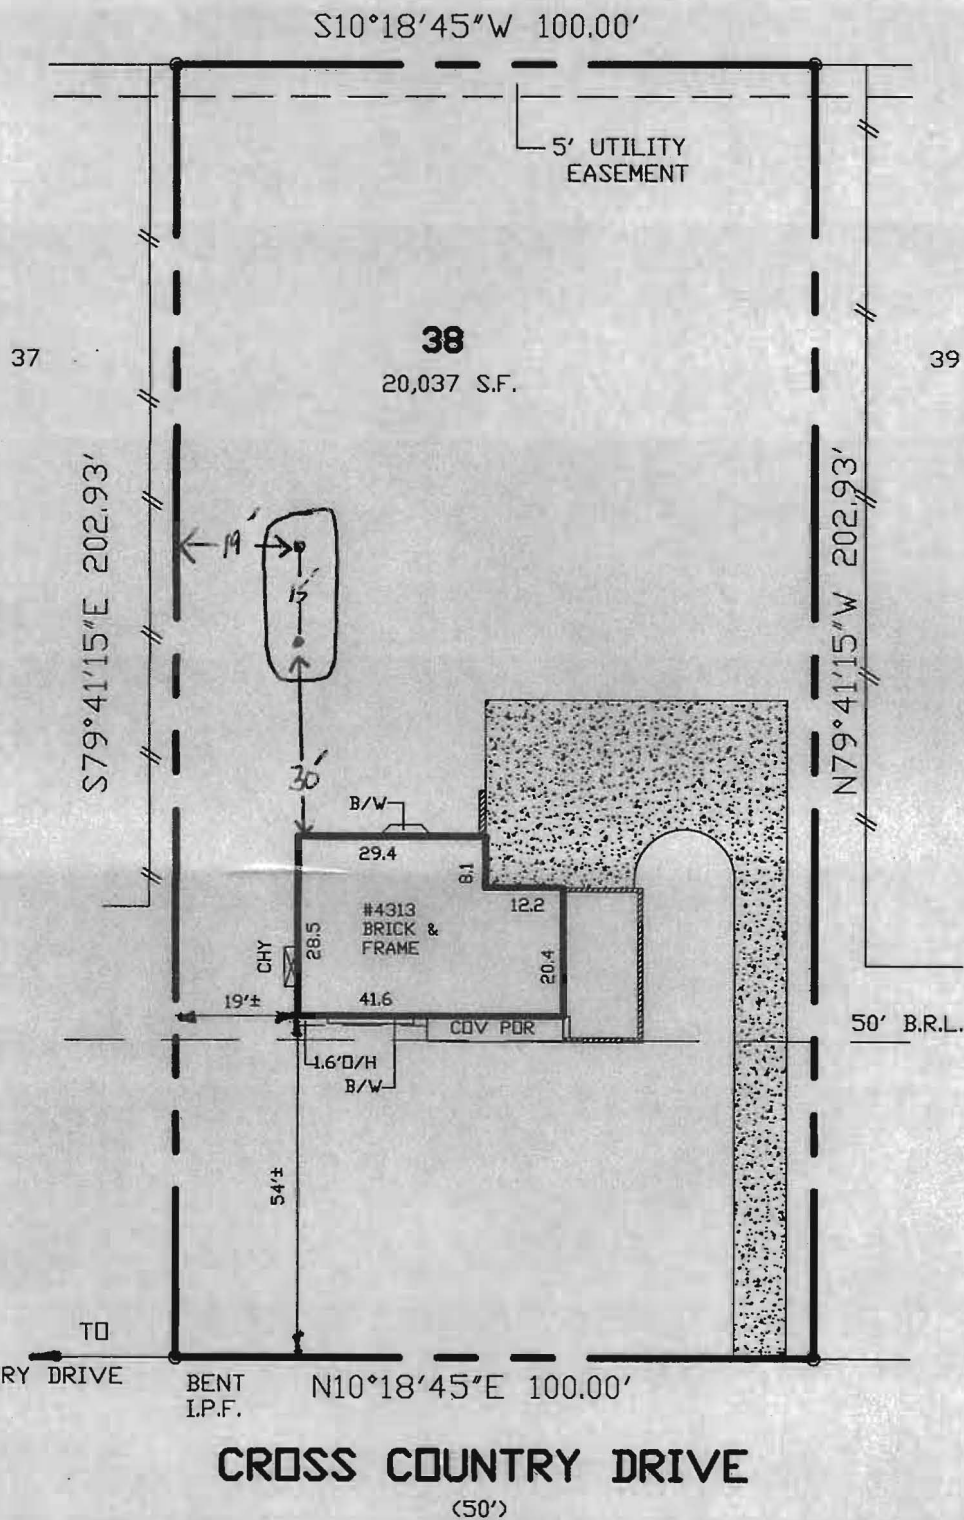 S10°18'45"W 100.00'
5' UTILITY
EASEMENT
38
20,037 S.F.
37
39
S79°41'15"E 202.93'
N79°41'15"W 202.93'
19'
15'
30'
B/W
29.4
8.1
12.2
#4313
BRICK &
FRAME
28.5
CHY
20.4
41.6
19'±
COV POR
50' B.R.L.
1.6'O/H
B/W
54'±
TO
RY DRIVE
BENT
I.P.F.
N10°18'45"E 100.00'
CROSS COUNTRY DRIVE
(50')